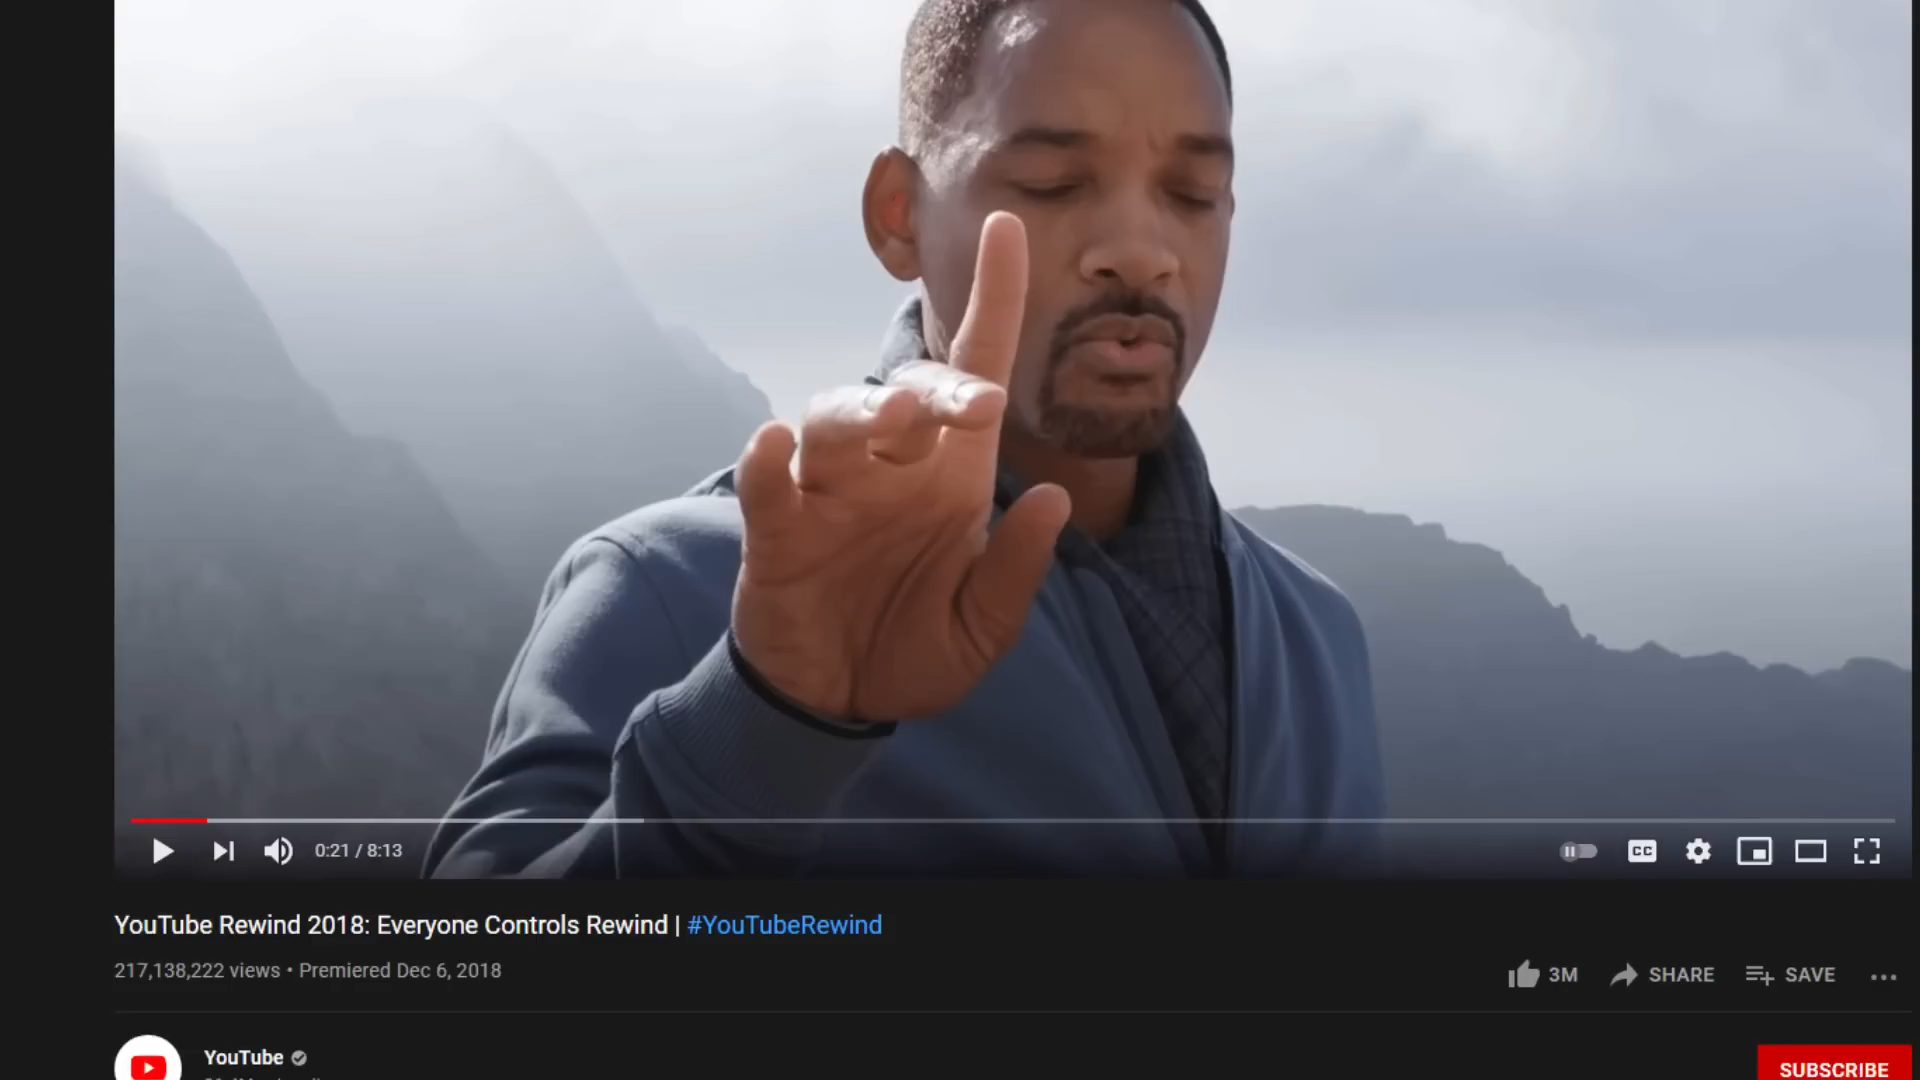 0:21 / 8:13
CC
YouTube Rewind 2018: Everyone Controls Rewind | #YouTubeRewind
217,138,222 views • Premiered Dec 6, 2018
3M SHARE SAVE
YouTube
SUBSCRIBE